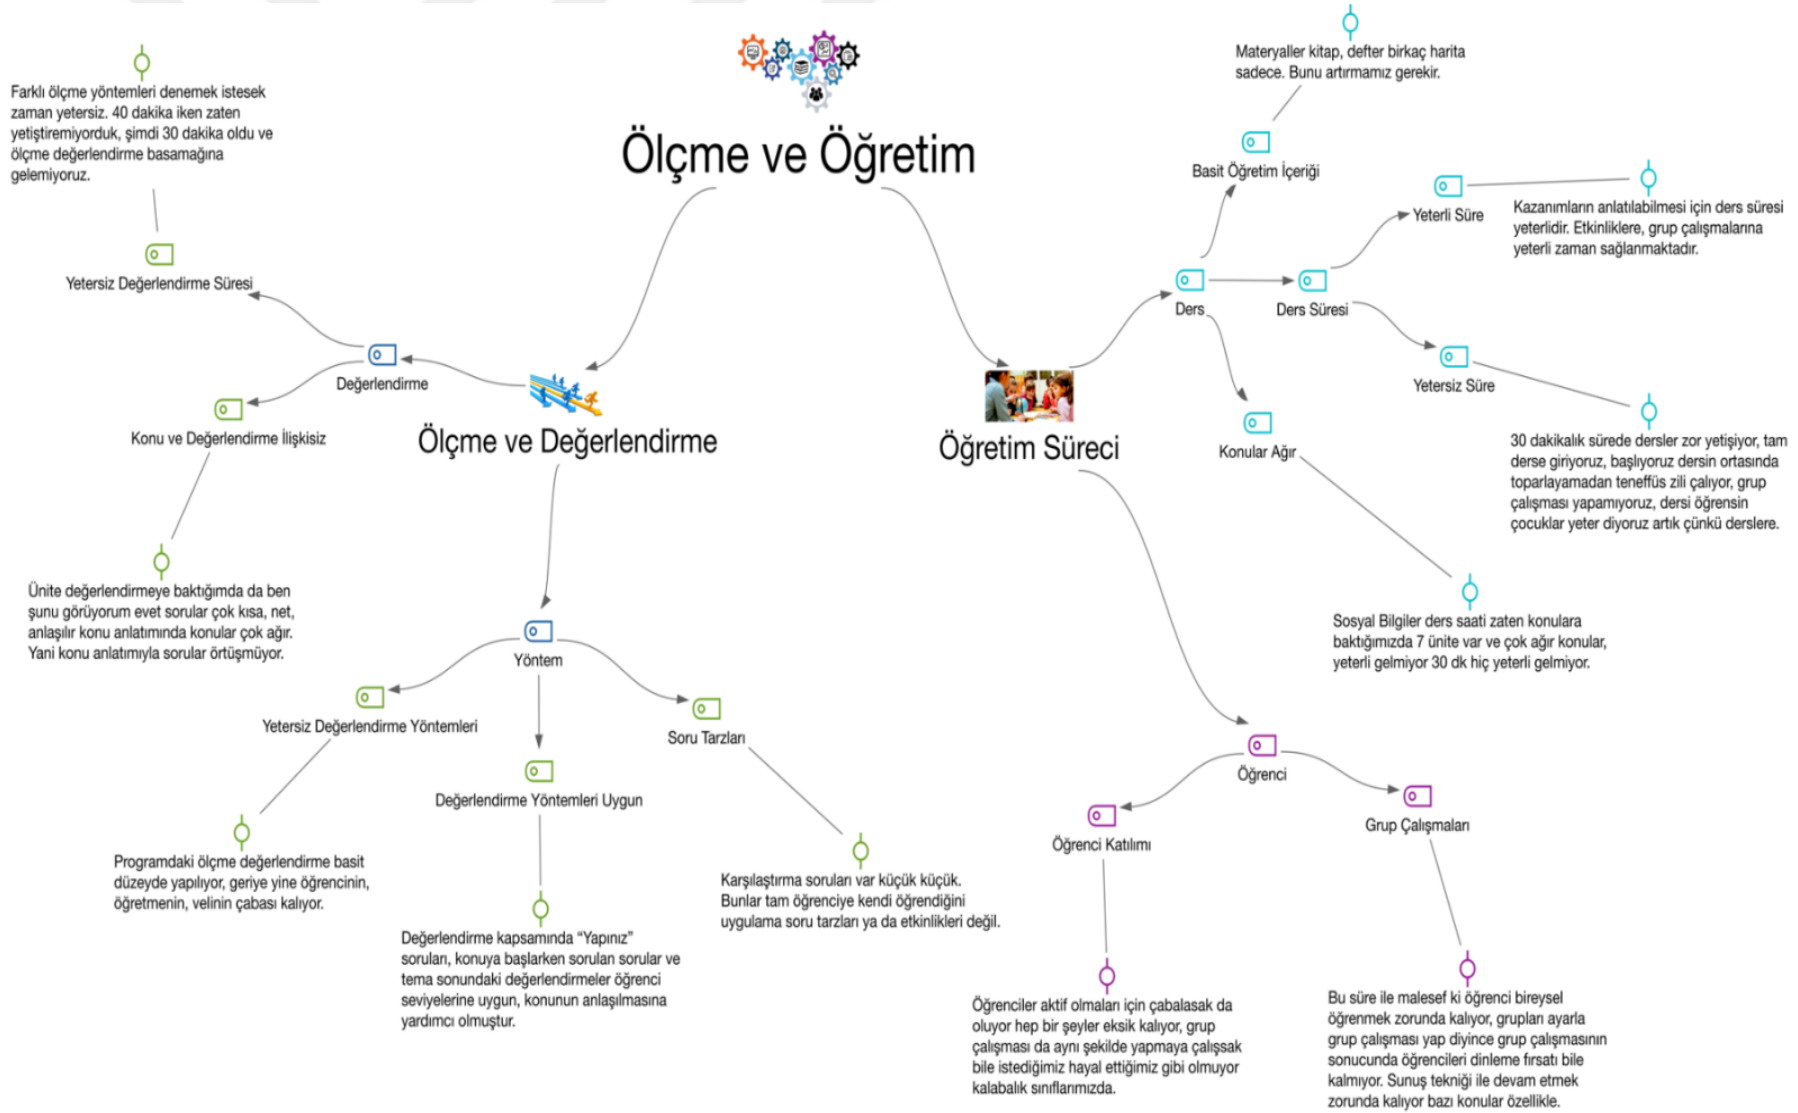 Ölçme ve Öğretim
Farklı ölçme yöntemleri denemek istesek
zaman yetersiz. 40 dakika iken zaten
yetiştiremiyorduk, şimdi 30 dakika oldu ve
ölçme değerlendirme basamağına
gelemiyoruz.
Yetersiz Değerlendirme Süresi
Değerlendirme
Konu ve Değerlendirme İlişkisiz
Ölçme ve Değerlendirme
Ünite değerlendirmeye baktığımda da ben
şunu görüyorum evet sorular çok kısa, net,
anlaşılır konu anlatımında konular çok ağır.
Yani konu anlatımıyla sorular örtüşmüyor.
Yöntem
Yetersiz Değerlendirme Yöntemleri
Soru Tarzları
Değerlendirme Yöntemleri Uygun
Programdaki ölçme değerlendirme basit
düzeyde yapılıyor, geriye yine öğrencinin,
öğretmenin, velinin çabası kalıyor.
Değerlendirme kapsamında “Yapınız”
soruları, konuya başlarken sorulan sorular ve
tema sonundaki değerlendirmeler öğrenci
seviyelerine uygun, konunun anlaşılmasına
yardımcı olmuştur.
Karşılaştırma soruları var küçük küçük.
Bunlar tam öğrenciye kendi öğrendiğini
uygulama soru tarzları ya da etkinlikleri değil.
Materyaller kitap, defter birkaç harita
sadece. Bunu artırmamız gerekir.
Basit Öğretim İçeriği
Yeterli Süre
Kazanımların anlatılabilmesi için ders süresi
yeterlidir. Etkinliklere, grup çalışmalarına
yeterli zaman sağlanmaktadır.
Ders
Ders Süresi
Yetersiz Süre
Öğretim Süreci
Konular Ağır
30 dakikalık sürede dersler zor yetişiyor, tam
derse giriyoruz, başlıyoruz dersin ortasında
toparlayamadan teneffüs zili çalıyor, grup
çalışması yapamıyoruz, dersi öğrensin
çocuklar yeter diyoruz artık çünkü derslere.
Sosyal Bilgiler ders saati zaten konulara
baktığımızda 7 ünite var ve çok ağır konular,
yeterli gelmiyor 30 dk hiç yeterli gelmiyor.
Öğrenci
Öğrenci Katılımı
Grup Çalışmaları
Öğrenciler aktif olmaları için çabalasak da
oluyor hep bir şeyler eksik kalıyor, grup
çalışması da aynı şekilde yapmaya çalışsak
bile istediğimiz hayal ettiğimiz gibi olmuyor
kalabalık sınıflarımızda.
Bu süre ile malesef ki öğrenci bireysel
öğrenmek zorunda kalıyor, grupları ayarla
grup çalışması yap diyince grup çalışmasının
sonucunda öğrencileri dinleme fırsatı bile
kalmıyor. Sunuş tekniği ile devam etmek
zorunda kalıyor bazı konular özellikle.